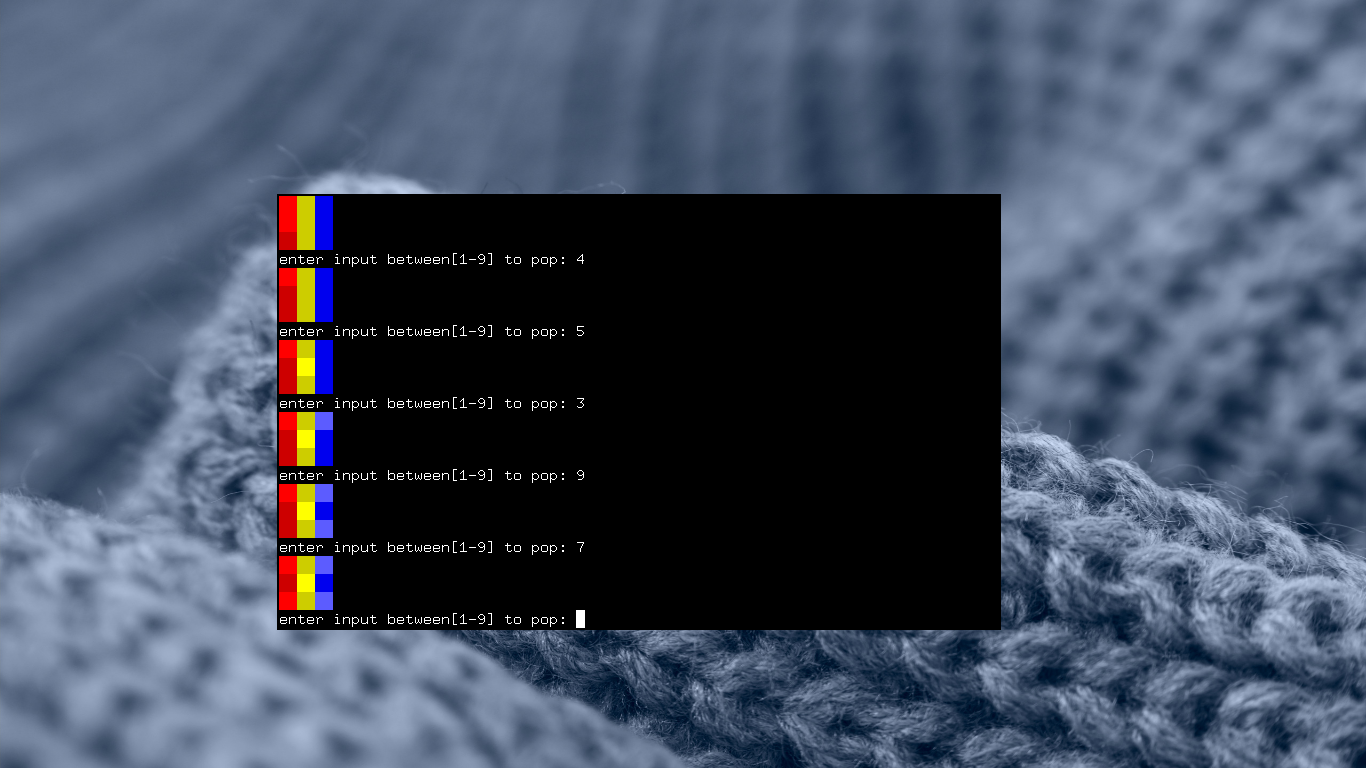 enter input between[1-9] to pop: 4
enter input between[1-9] to pop: 5
enter input between[1-9] to pop: 3
enter input between[1-9] to pop: 9
enter input between[1-9] to pop: 7
enter input between[1-9] to pop: